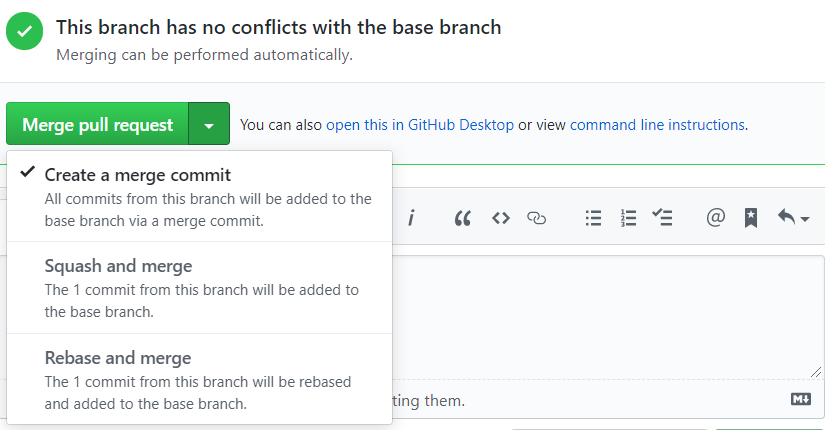 This branch has no conflicts with the base branch
Merging can be performed automatically.
Merge pull request
You can also open this in GitHub Desktop or view command line instructions.
Create a merge commit
All commits from this branch will be added to the
base branch via a merge commit.
Squash and merge
The 1 commit from this branch will be added to
the base branch.
Rebase and merge
The 1 commit from this branch will be rebased
and added to the base branch.
ting them.